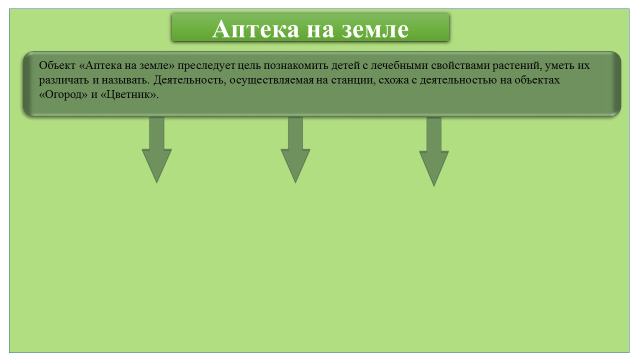 Аптека на земле
Объект «Аптека на земле» преследует цель познакомить детей с лечебными свойствами растений, уметь их
различать и называть. Деятельность, осуществляемая на станции, схожа с деятельностью на объектах
«Огород» и «Цветник».